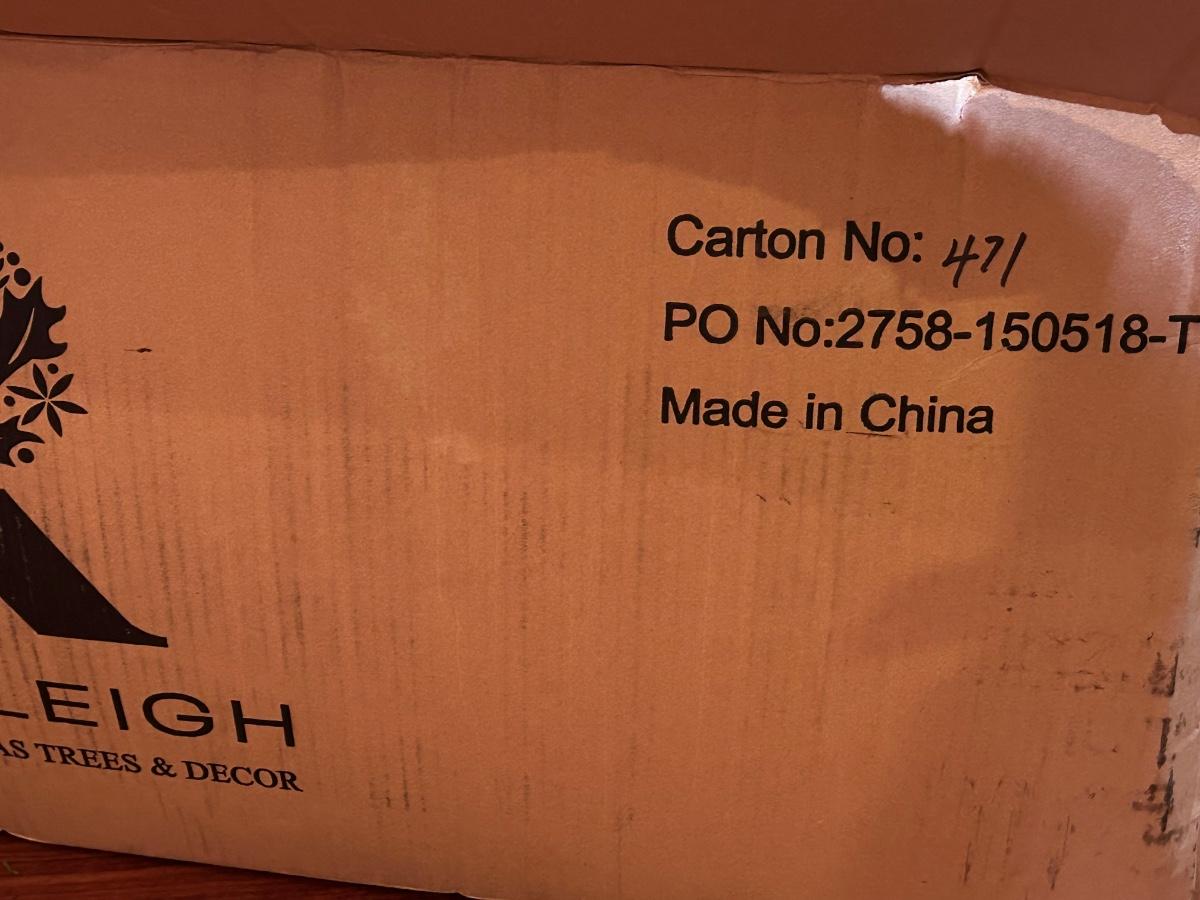 Carton No: 471
PO No:2758-150518-T
Made in China
LEIGH
AS TREES & DECOR